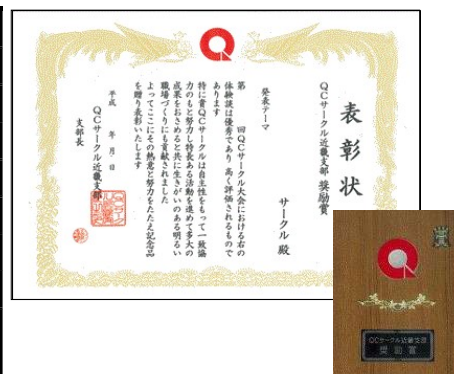 表彰状
QCサークル近畿支部 奨励賞
サークル 殿
発表テーマ
第 回QCサークル大会における右の
体験談は優秀であり 高く評価されるもので
あります
特に貴QCサークルは自主性をもって一致協
力のもと努力し特長ある活動を進めて多大の
成果をおさめると共に生きがいのある明るい
職場づくりにも貢献されました
よってここにその熱意と努力をたたえ記念品
を贈り表彰いたします
平成 年 月 日
QCサークル近畿支部
支部長
賞
QCサークル近畿支部
奨励賞